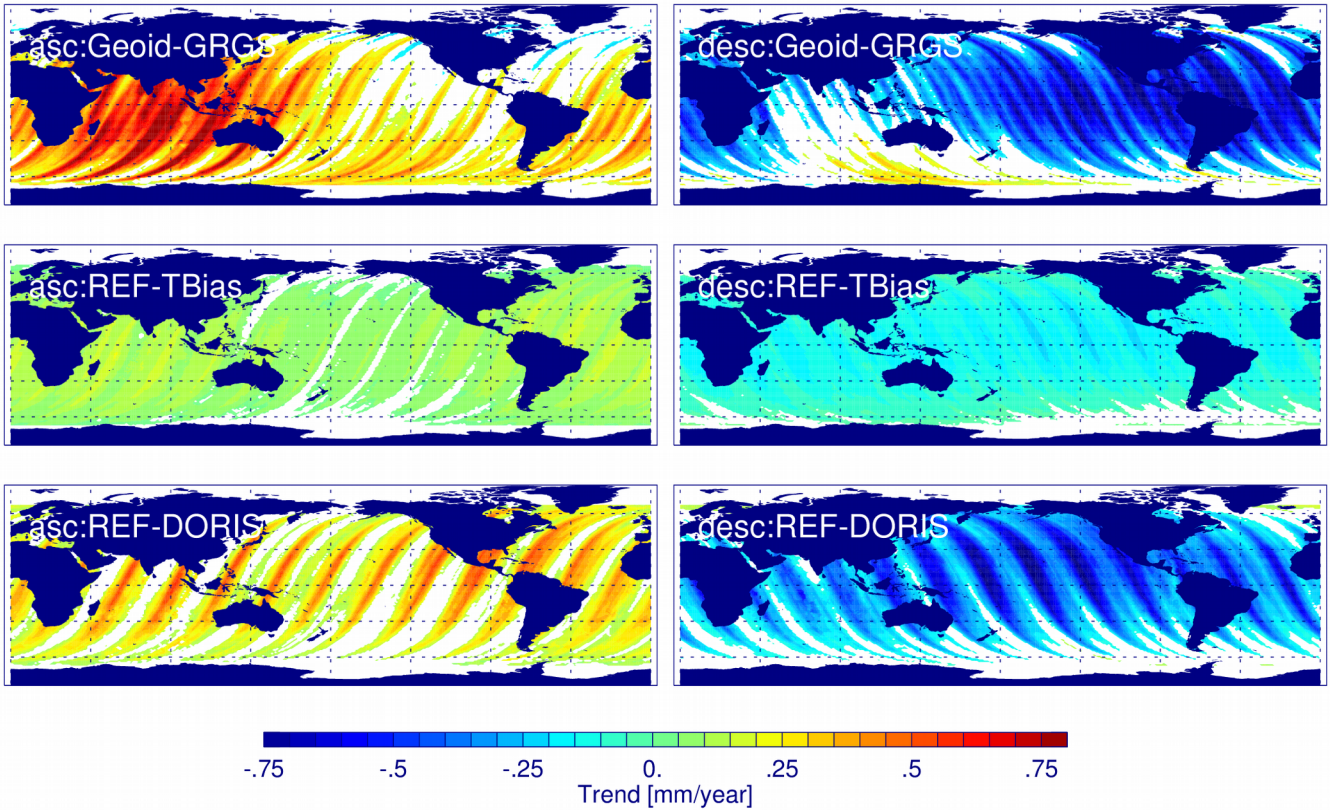 asc:Geoid-GRGS
desc:Geoid-GRGS
asc:REF-TBias
desc:REF-TBias
asc:REF-DORIS
desc:REF-DORIS
-.75 -.5 -.25 0. .25 .5 .75
Trend [mm/year]